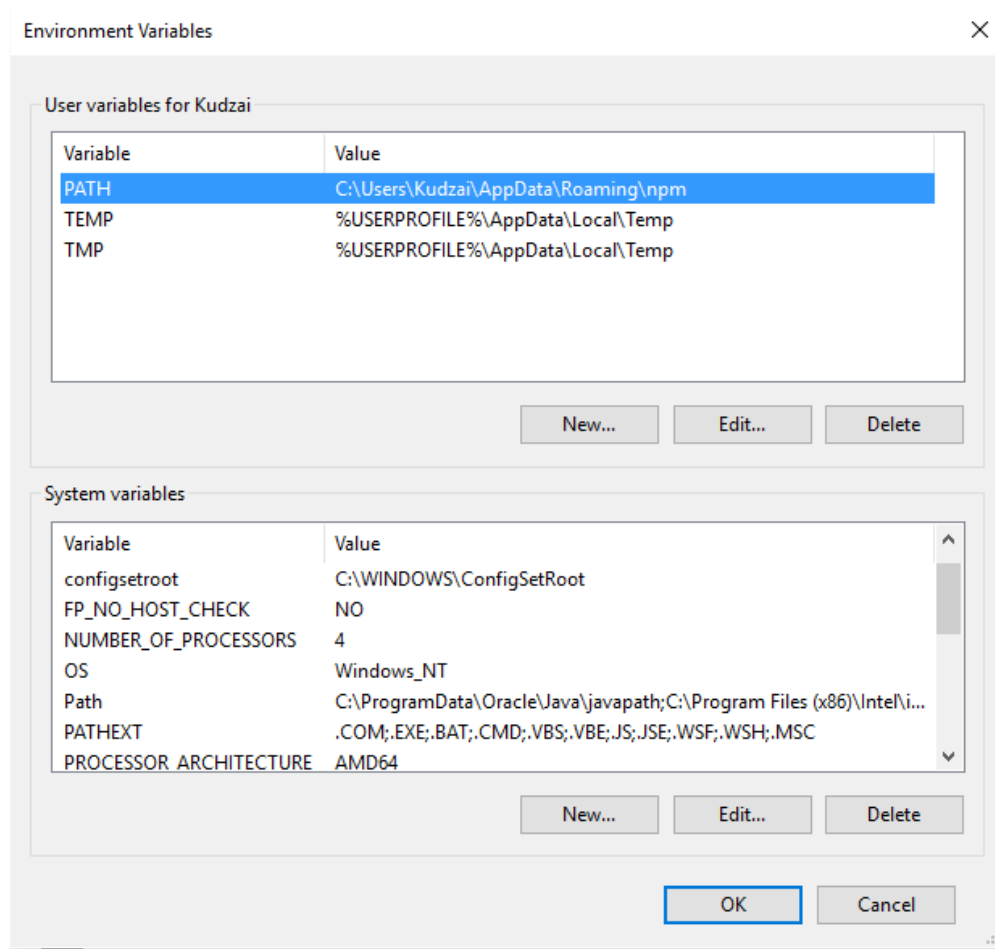 Environment Variables
User variables for Kudzai
Variable Value
PATH C:\Users\Kudzai\AppData\Roaming\npm
TEMP %USERPROFILE%\AppData\Local\Temp
TMP %USERPROFILE%\AppData\Local\Temp
New... Edit... Delete
System variables
Variable Value
configsetroot C:\WINDOWS\ConfigSetRoot
FP_NO_HOST_CHECK NO
NUMBER_OF_PROCESSORS 4
OS Windows_NT
Path C:\ProgramData\Oracle\Java\javapath;C:\Program Files (x86)\Intel\i...
PATHEXT .COM;.EXE;.BAT;.CMD;.VBS;.VBE;.JS;.JSE;.WSF;.WSH;.MSC
PROCESSOR_ARCHITECTURE AMD64
New... Edit... Delete
OK Cancel